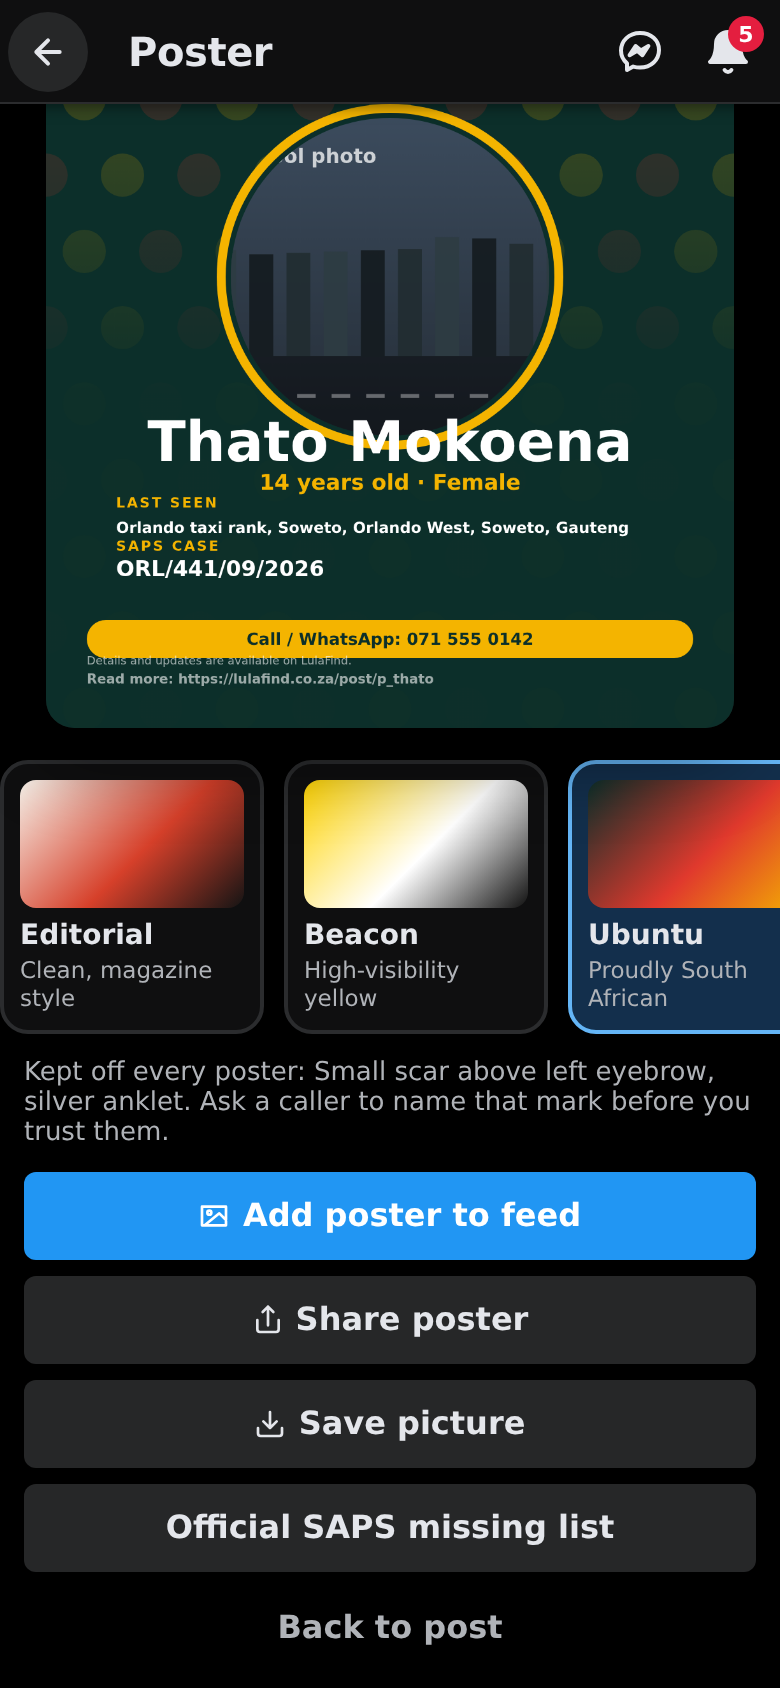 Poster
5
ol photo
Thato Mokoena
14 years old · Female
LAST SEEN
Orlando taxi rank, Soweto, Orlando West, Soweto, Gauteng
SAPS CASE
ORL/441/09/2026
Call / WhatsApp: 071 555 0142
Details and updates are available on LulaFind.
Read more: https://lulafind.co.za/post/p_thato
Editorial
Clean, magazine
style
Beacon
High-visibility
yellow
Ubuntu
Proudly South
African
Kept off every poster: Small scar above left eyebrow,
silver anklet. Ask a caller to name that mark before you
trust them.
Add poster to feed
Share poster
Save picture
Official SAPS missing list
Back to post